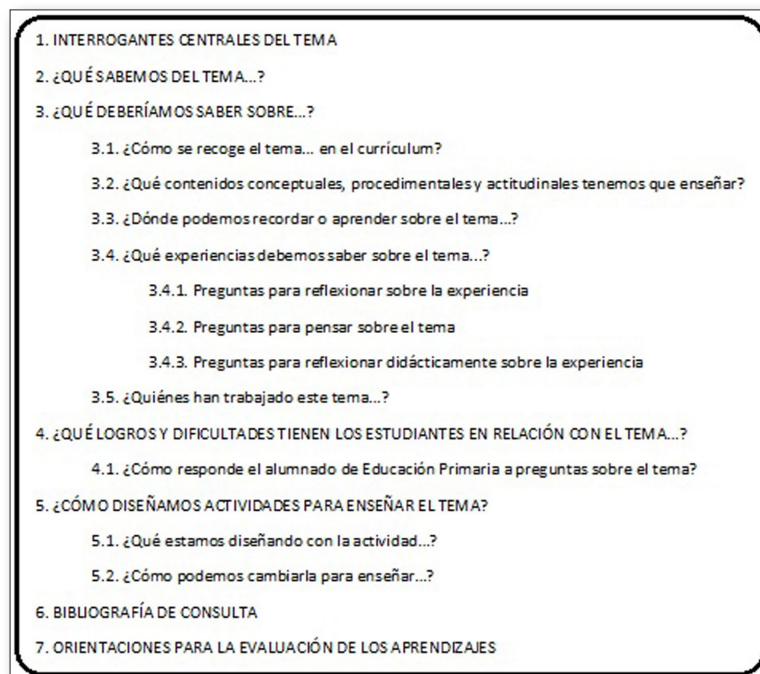 1. INTERROGANTES CENTRALES DEL TEMA
2. ¿QUÉ SABEMOS DEL TEMA...?
3. ¿QUÉ DEBERÍAMOS SABER SOBRE...?
3.1. ¿Cómo se recoge el tema... en el currículum?
3.2. ¿Qué contenidos conceptuales, procedimentales y actitudinales tenemos que enseñar?
3.3. ¿Dónde podemos recordar o aprender sobre el tema...?
3.4. ¿Qué experiencias debemos saber sobre el tema...?
3.4.1. Preguntas para reflexionar sobre la experiencia
3.4.2. Preguntas para pensar sobre el tema
3.4.3. Preguntas para reflexionar didácticamente sobre la experiencia
3.5. ¿Quiénes han trabajado este tema...?
4. ¿QUÉ LOGROS Y DIFICULTADES TIENEN LOS ESTUDIANTES EN RELACIÓN CON EL TEMA...?
4.1. ¿Cómo responde el alumnado de Educación Primaria a preguntas sobre el tema?
5. ¿CÓMO DISEÑAMOS ACTIVIDADES PARA ENSEÑAR EL TEMA?
5.1. ¿Qué estamos diseñando con la actividad...?
5.2. ¿Cómo podemos cambiarla para enseñar...?
6. BIBLIOGRAFÍA DE CONSULTA
7. ORIENTACIONES PARA LA EVALUACIÓN DE LOS APRENDIZAJES